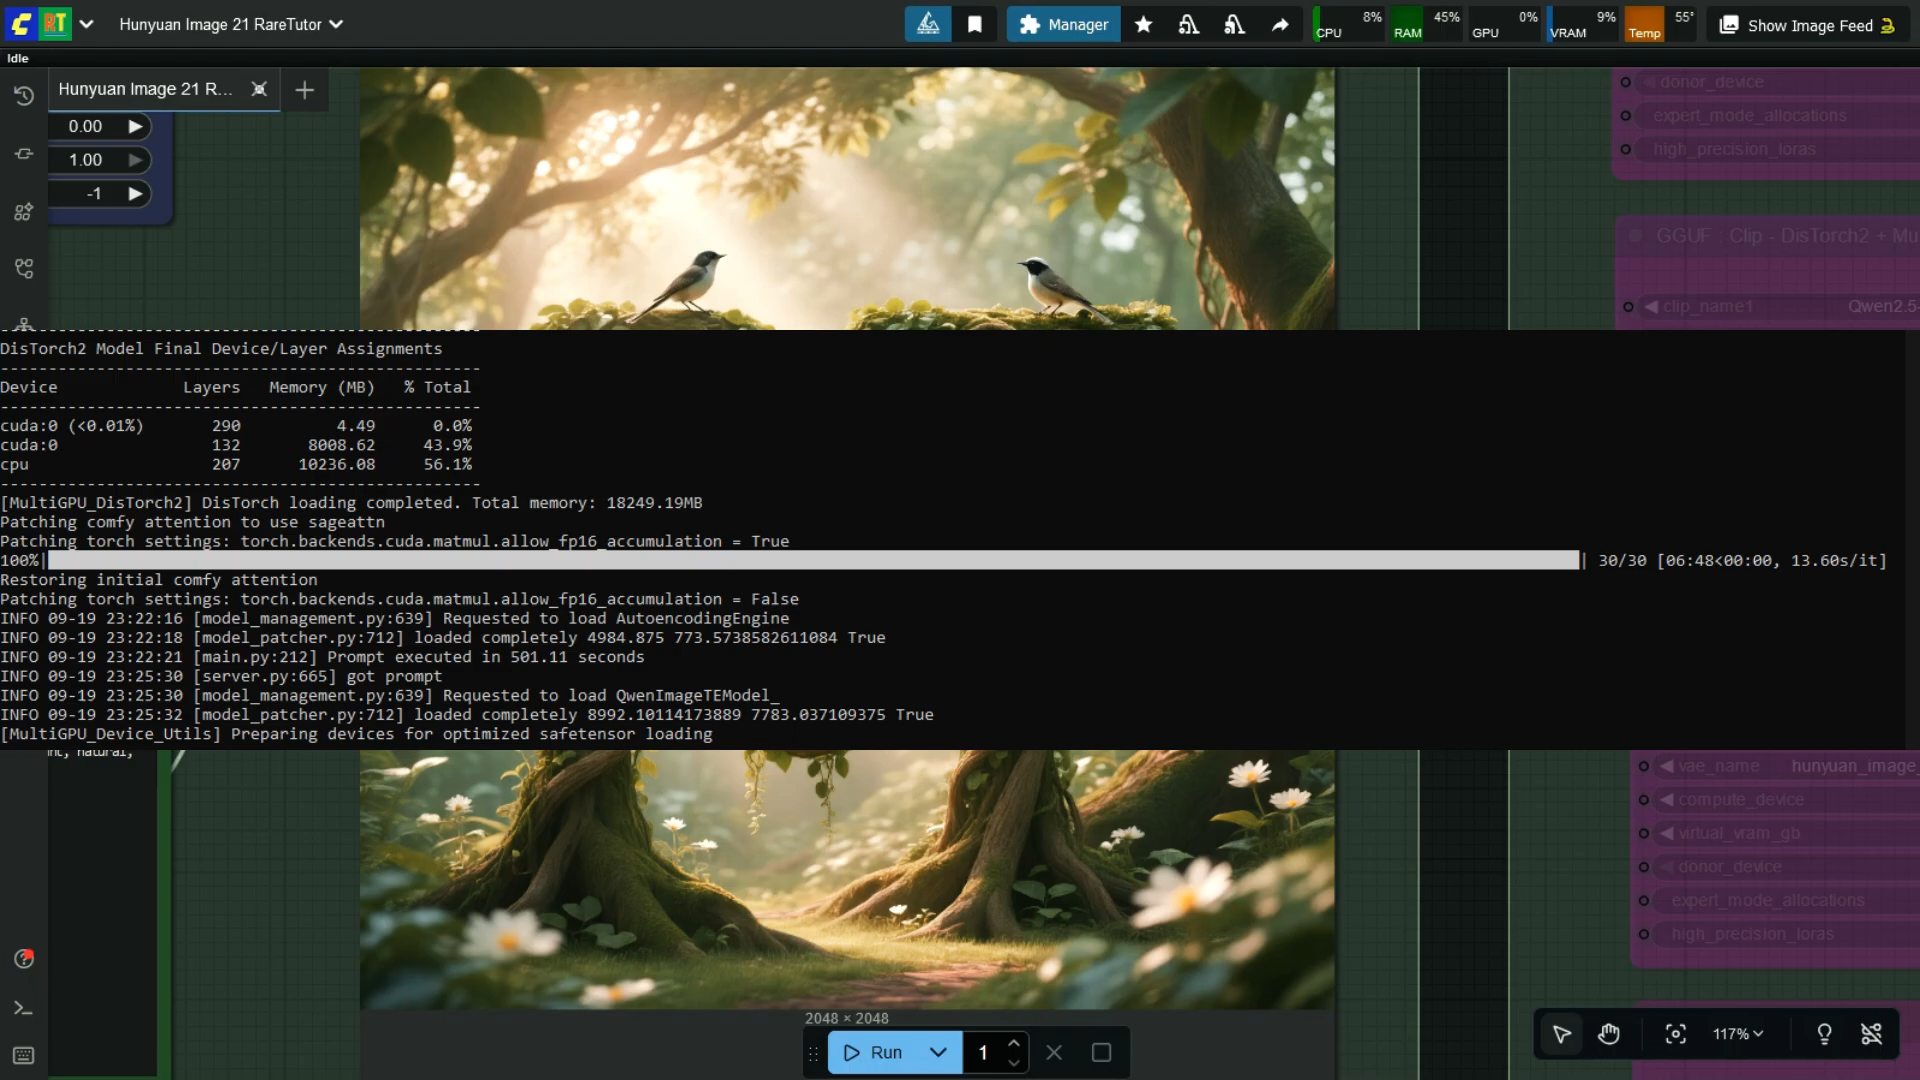 RT
Hunyuan Image 21 RareTutor
Manager
8%
CPU
45%
RAM
0%
GPU
9%
VRAM
55°
Temp
Show Image Feed
Idle
Hunyuan Image 21 R...
0.00
1.00
-1
donor_device
expert_mode_allocations
high_precision_loras
GGUF : Clip - DisTorch2 + Mu
clip_name1 Qwen2.5-
DisTorch2 Model Final Device/Layer Assignments
Device Layers Memory (MB) % Total
cuda:0 (<0.01%) 290 4.49 0.0%
cuda:0 132 8008.62 43.9%
cpu 207 10236.08 56.1%
[MultiGPU_DisTorch2] DisTorch loading completed. Total memory: 18249.19MB
Patching comfy attention to use sageattn
Patching torch settings: torch.backends.cuda.matmul.allow_fp16_accumulation = True
100%| | 30/30 [06:48<00:00, 13.60s/it]
Restoring initial comfy attention
Patching torch settings: torch.backends.cuda.matmul.allow_fp16_accumulation = False
INFO 09-19 23:22:16 [model_management.py:639] Requested to load AutoencodingEngine
INFO 09-19 23:22:18 [model_patcher.py:712] loaded completely 4984.875 773.5738582611084 True
INFO 09-19 23:22:21 [main.py:212] Prompt executed in 501.11 seconds
INFO 09-19 23:25:30 [server.py:665] got prompt
INFO 09-19 23:25:30 [model_management.py:639] Requested to load QwenImageTEModel_
INFO 09-19 23:25:32 [model_patcher.py:712] loaded completely 8992.10114173889 7783.037109375 True
[MultiGPU_Device_Utils] Preparing devices for optimized safetensor loading
nt, natural,
vae_name hunyuan_image_
compute_device
virtual_vram_gb
donor_device
expert_mode_allocations
high_precision_loras
2048 × 2048
Run
1
117%